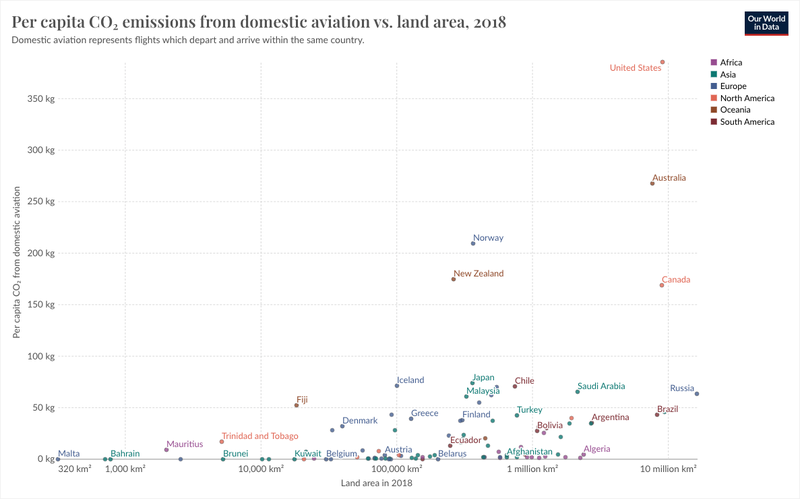 Per capita CO₂ emissions from domestic aviation vs. land area, 2018
Our World
in Data
Domestic aviation represents flights which depart and arrive within the same country.
Africa
Asia
Europe
North America
Oceania
South America
Per capita CO₂ from domestic aviation
350 kg
300 kg
250 kg
200 kg
150 kg
100 kg
50 kg
0 kg
United States
Australia
Norway
New Zealand
Canada
Japan
Iceland
Chile
Saudi Arabia
Russia
Malaysia
Fiji
Denmark
Greece
Finland
Turkey
Brazil
Argentina
Bolivia
Trinidad and Tobago
Mauritius
Ecuador
Algeria
Malta
Bahrain
Brunei
Kuwait
Belgium
Austria
Belarus
Afghanistan
320 km²
1,000 km²
10,000 km²
100,000 km²
1 million km²
10 million km²
Land area in 2018